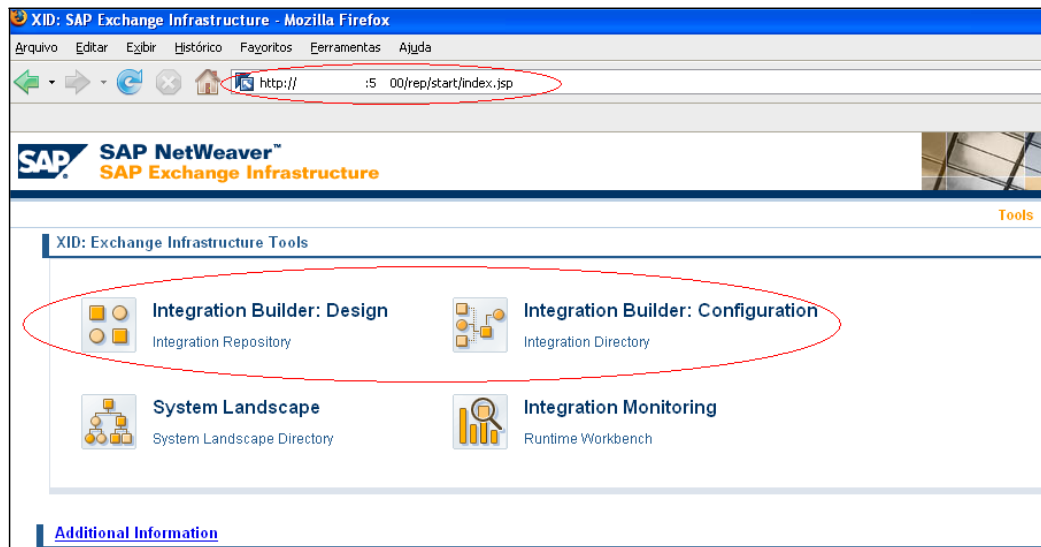 XID: SAP Exchange Infrastructure - Mozilla Firefox
Arquivo Editar Exibir Histórico Favoritos Ferramentas Ajuda
http:// :5 00/rep/start/index.jsp
SAP SAP NetWeaver™
SAP Exchange Infrastructure
Tools
XID: Exchange Infrastructure Tools
Integration Builder: Design Integration Builder: Configuration
Integration Repository Integration Directory
System Landscape Integration Monitoring
System Landscape Directory Runtime Workbench
Additional Information